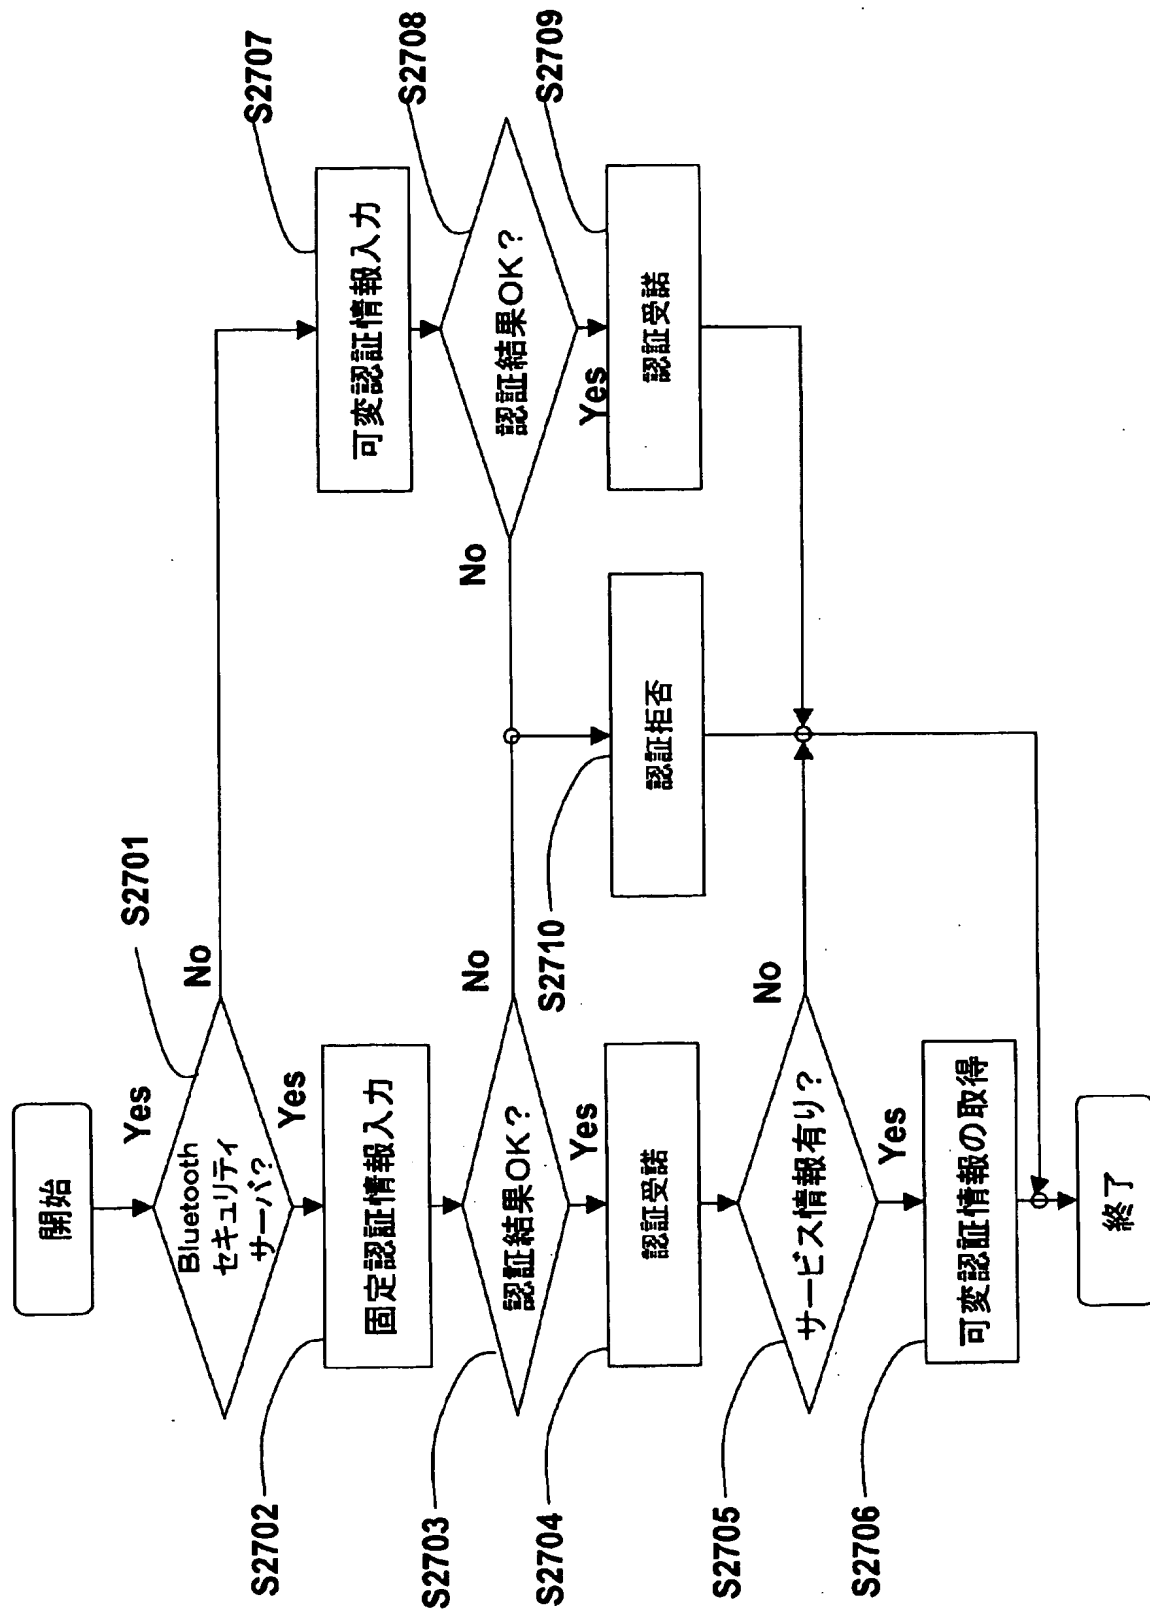 開始
Yes
S2701
Bluetooth
セキュリティ
サーバ?
No
Yes
S2702
固定認証情報入力
S2703
認証結果OK?
No
Yes
S2704
認証受諾
S2705
サービス情報有り?
No
Yes
S2706
可変認証情報の取得
終了
S2707
可変認証情報入力
S2708
認証結果OK?
No
Yes
S2709
認証受諾
S2710
認証拒否